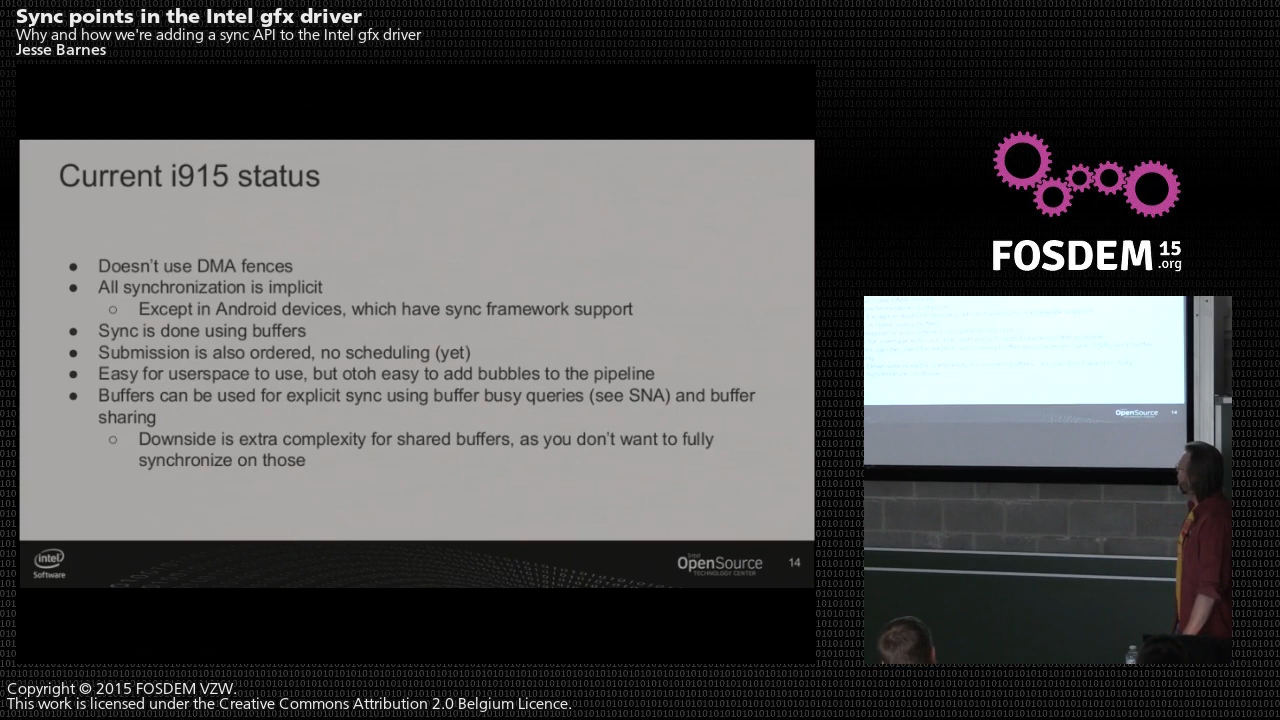 Sync points in the Intel gfx driver
Why and how we're adding a sync API to the Intel gfx driver
Jesse Barnes
Current i915 status
● Doesn't use DMA fences
● All synchronization is implicit
○ Except in Android devices, which have sync framework support
● Sync is done using buffers
● Submission is also ordered, no scheduling (yet)
● Easy for userspace to use, but otoh easy to add bubbles to the pipeline
● Buffers can be used for explicit sync using buffer busy queries (see SNA) and buffer
sharing
○ Downside is extra complexity for shared buffers, as you don't want to fully
synchronize on those
intel
Software
Intel
OpenSource
TECHNOLOGY CENTER
14
FOSDEM 15
.org
OpenSource
14
Copyright © 2015 FOSDEM VZW.
This work is licensed under the Creative Commons Attribution 2.0 Belgium Licence.